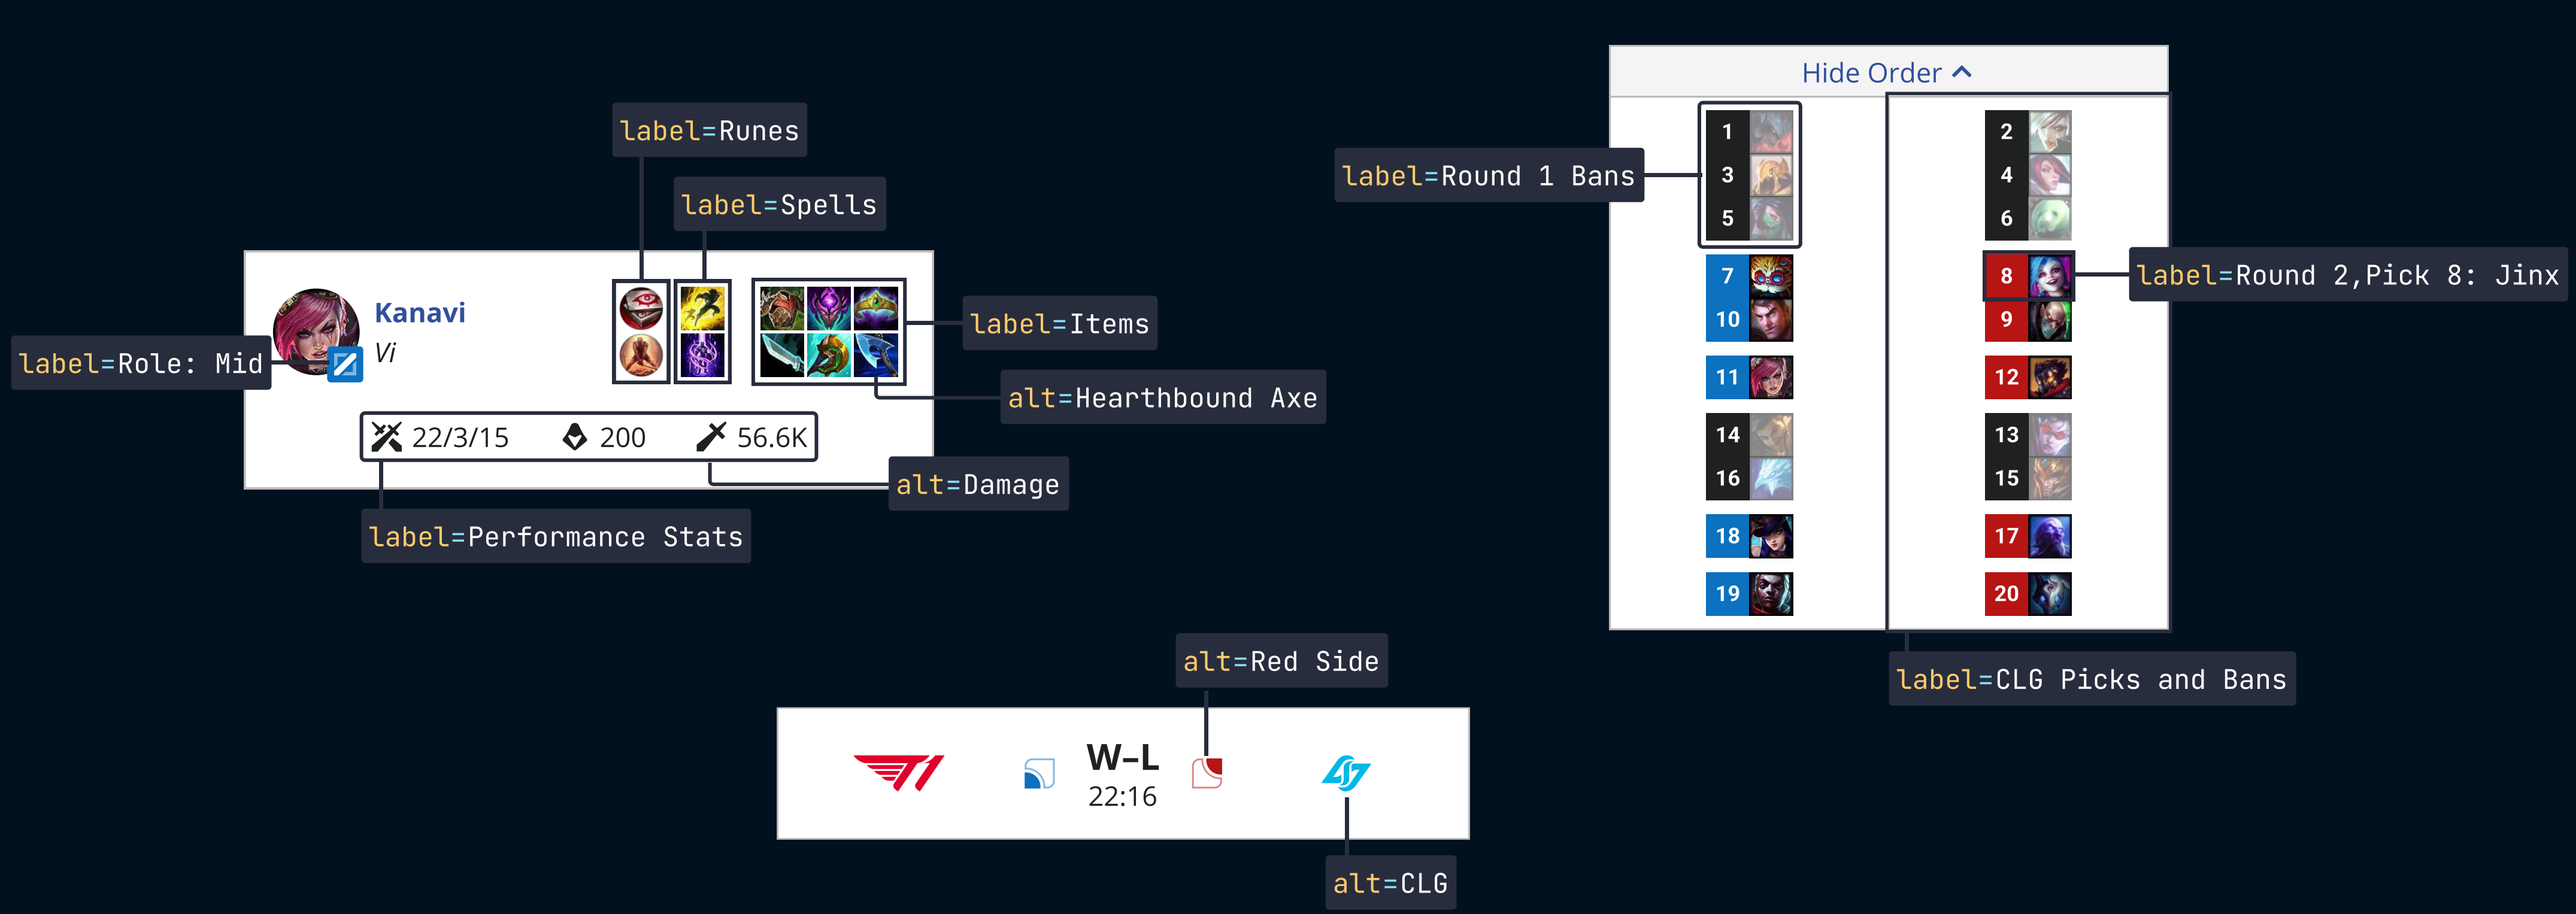 label=Runes
label=Spells
Kanavi
Vi
label=Role: Mid
label=Items
alt=Hearthbound Axe
22/3/15
200
56.6K
alt=Damage
label=Performance Stats
Hide Order
label=Round 1 Bans
1
3
5
7
10
11
14
16
18
19
2
4
6
8
9
12
13
15
17
20
label=Round 2,Pick 8: Jinx
label=CLG Picks and Bans
alt=Red Side
T1
W–L
22:16
alt=CLG